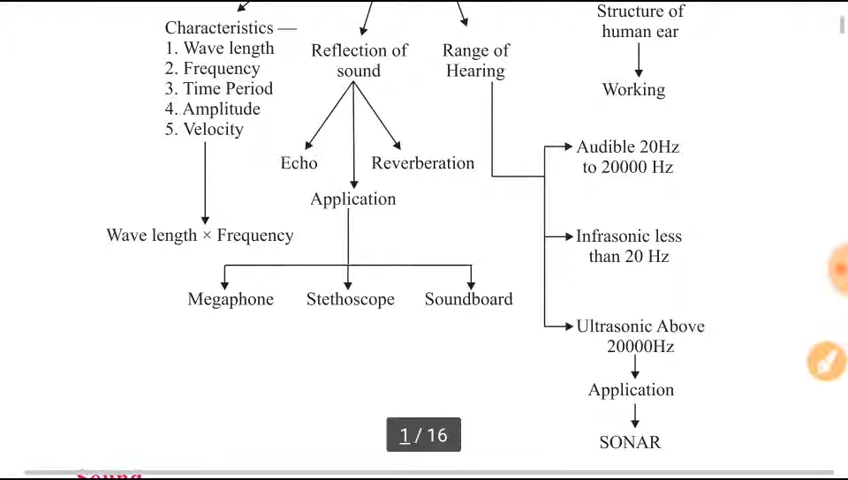 Characteristics —
1. Wave length
2. Frequency
3. Time Period
4. Amplitude
5. Velocity
Wave length × Frequency
Reflection of
sound
Echo
Reverberation
Application
Megaphone
Stethoscope
Soundboard
Range of
Hearing
Structure of
human ear
Working
Audible 20Hz
to 20000 Hz
Infrasonic less
than 20 Hz
Ultrasonic Above
20000Hz
Application
SONAR
1 / 16